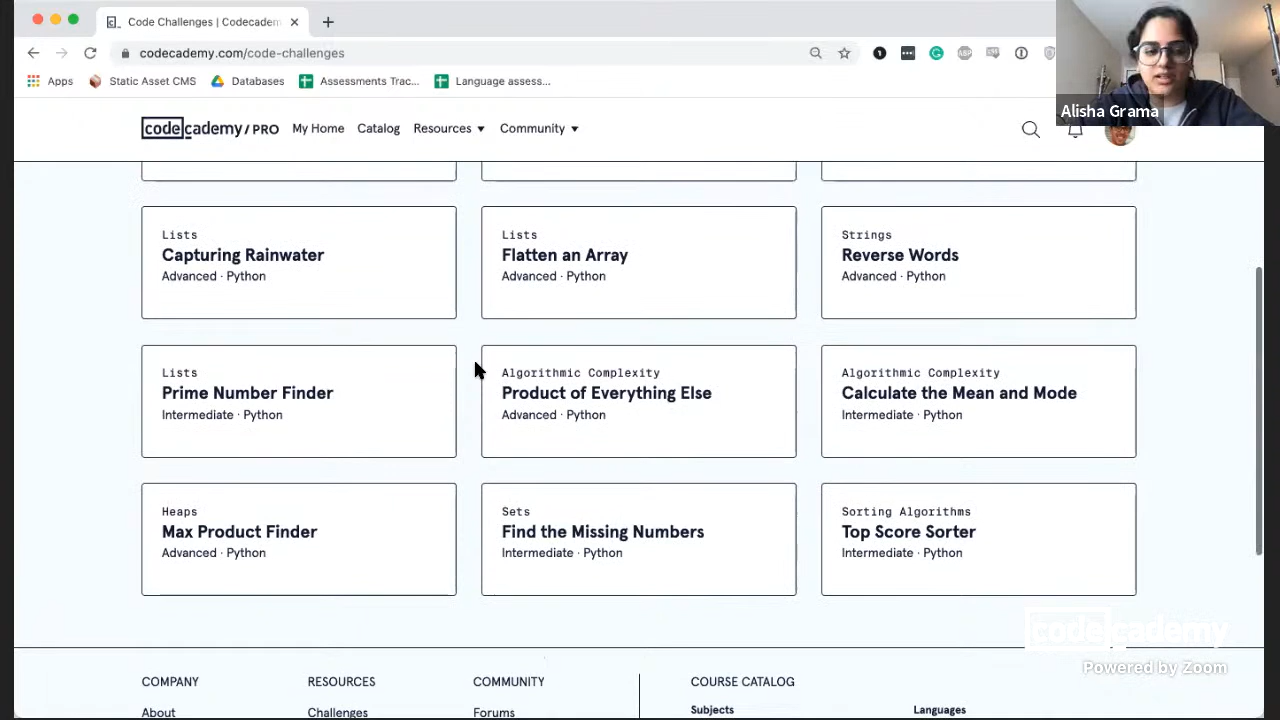 Code Challenges | Codecadem
codecademy.com/code-challenges
Apps
Static Asset CMS
Databases
Assessments Trac...
Language assess...
Alisha Grama
codecademy/PRO
My Home
Catalog
Resources
Community
Lists
Capturing Rainwater
Advanced · Python
Lists
Flatten an Array
Advanced · Python
Strings
Reverse Words
Advanced · Python
Lists
Prime Number Finder
Intermediate · Python
Algorithmic Complexity
Product of Everything Else
Advanced · Python
Algorithmic Complexity
Calculate the Mean and Mode
Intermediate · Python
Heaps
Max Product Finder
Advanced · Python
Sets
Find the Missing Numbers
Intermediate · Python
Sorting Algorithms
Top Score Sorter
Intermediate · Python
codecademy
Powered by Zoom
COMPANY
About
RESOURCES
Challenges
COMMUNITY
Forums
COURSE CATALOG
Subjects
Languages